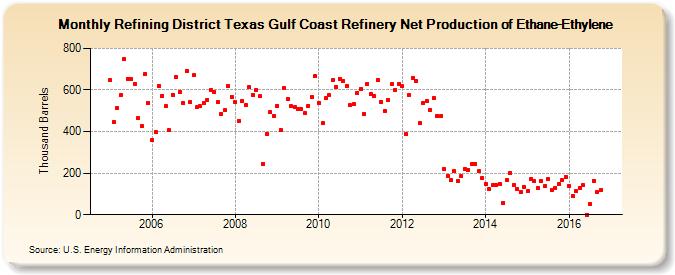 Monthly Refining District Texas Gulf Coast Refinery Net Production of Ethane-Ethylene
Thousand Barrels
800
600
400
200
0
2006 2008 2010 2012 2014 2016
Source: U.S. Energy Information Administration